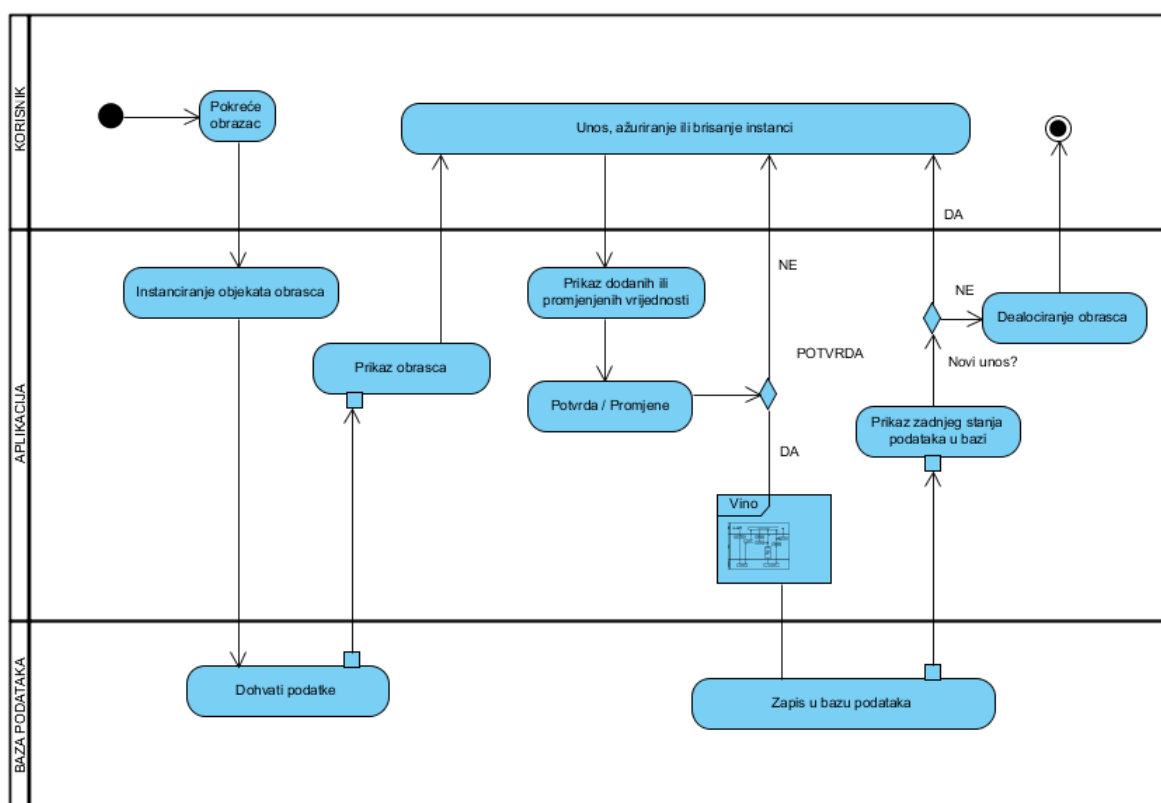 KORISNIK
Pokreće
obrazac
Unos, ažuriranje ili brisanje instanci
DA
APLIKACIJA
Instanciranje objekata obrasca
Prikaz obrasca
Prikaz dodanih ili
promjenjenih vrijednosti
Potvrda / Promjene
NE
POTVRDA
DA
Vino
NE
Dealociranje obrasca
Novi unos?
Prikaz zadnjeg stanja
podataka u bazi
BAZA PODATAKA
Dohvati podatke
Zapis u bazu podataka